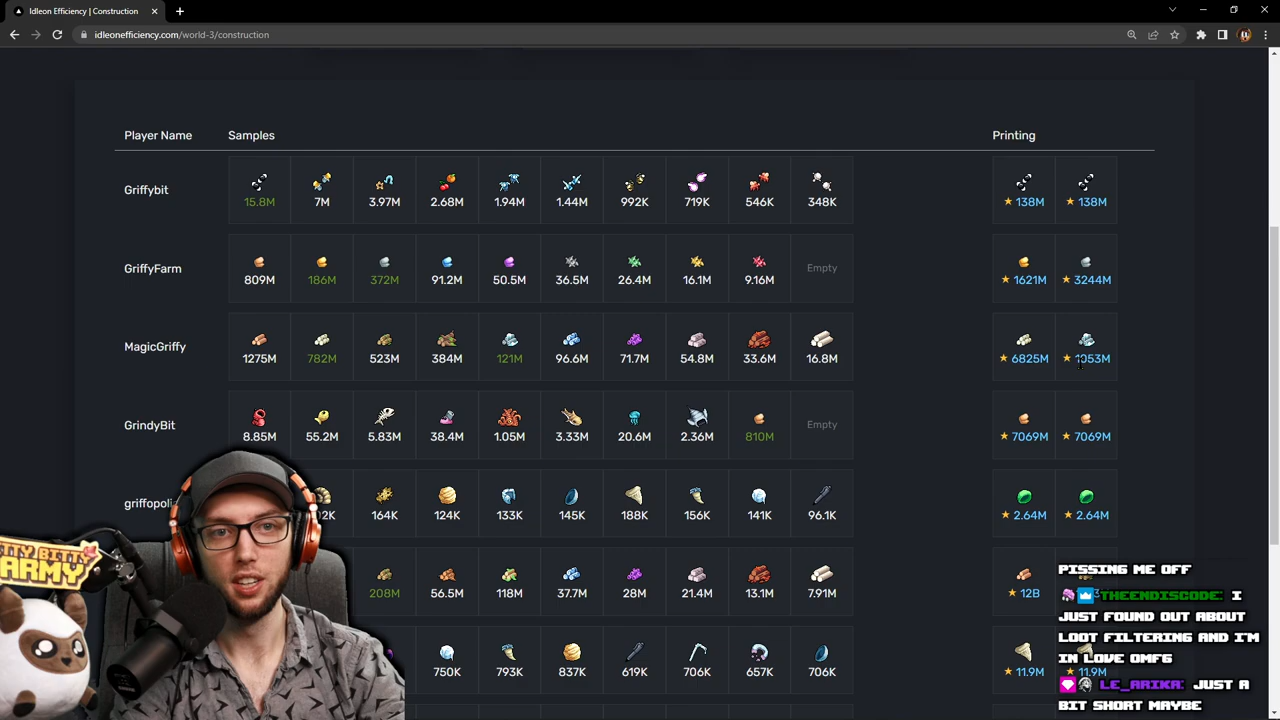 Idleon Efficiency | Construction
idleonefficiency.com/world-3/construction
Player Name Samples Printing
Griffybit
15.8M 7M 3.97M 2.68M 1.94M 1.44M 992K 719K 546K 348K 138M 138M
GriffyFarm
809M 186M 372M 91.2M 50.5M 36.5M 26.4M 16.1M 9.16M Empty 1621M 3244M
MagicGriffy
1275M 782M 523M 384M 121M 96.6M 71.7M 54.8M 33.6M 16.8M 6825M 1053M
GrindyBit
8.85M 55.2M 5.83M 38.4M 1.05M 3.33M 20.6M 2.36M 810M Empty 7069M 7069M
164K 124K 133K 145K 188K 156K 141K 96.1K 2.64M 2.64M
208M 56.5M 118M 37.7M 28M 21.4M 13.1M 7.91M 12B
750K 793K 837K 619K 706K 657K 706K 11.9M 11.9M
PISSING ME OFF
THEENDISCODE: I
JUST FOUND OUT ABOUT
LOOT FILTERING AND I'M
IN LOVE OMFG
LE_ARIKA: JUST A
BIT SHORT MAYBE
BITTY
ARMY